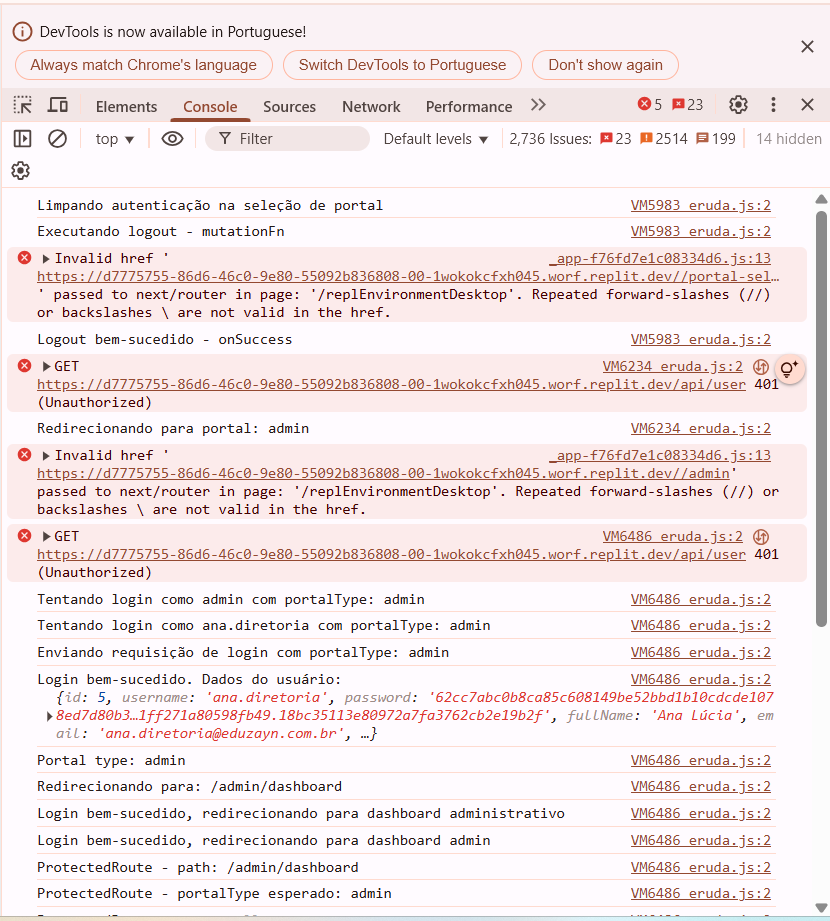 DevTools is now available in Portuguese!
Always match Chrome's language Switch DevTools to Portuguese Don't show again
Elements Console Sources Network Performance 5 23
top Filter Default levels 2,736 Issues: 23 2514 199 14 hidden
Limpando autenticação na seleção de portal VM5983 eruda.js:2
Executando logout - mutationFn VM5983 eruda.js:2
Invalid href ' _app-f76fd7e1c08334d6.js:13
https://d7775755-86d6-46c0-9e80-55092b836808-00-1wokokcfxh045.worf.replit.dev//portal-sel…
' passed to next/router in page: '/replEnvironmentDesktop'. Repeated forward-slashes (//)
or backslashes \ are not valid in the href.
Logout bem-sucedido - onSuccess VM5983 eruda.js:2
GET VM6234 eruda.js:2
https://d7775755-86d6-46c0-9e80-55092b836808-00-1wokokcfxh045.worf.replit.dev/api/user 401
(Unauthorized)
Redirecionando para portal: admin VM6234 eruda.js:2
Invalid href ' _app-f76fd7e1c08334d6.js:13
https://d7775755-86d6-46c0-9e80-55092b836808-00-1wokokcfxh045.worf.replit.dev//admin'
passed to next/router in page: '/replEnvironmentDesktop'. Repeated forward-slashes (//) or
backslashes \ are not valid in the href.
GET VM6486 eruda.js:2
https://d7775755-86d6-46c0-9e80-55092b836808-00-1wokokcfxh045.worf.replit.dev/api/user 401
(Unauthorized)
Tentando login como admin com portalType: admin VM6486 eruda.js:2
Tentando login como ana.diretoria com portalType: admin VM6486 eruda.js:2
Enviando requisição de login com portalType: admin VM6486 eruda.js:2
Login bem-sucedido. Dados do usuário: VM6486 eruda.js:2
{id: 5, username: 'ana.diretoria', password: '62cc7abc0b8ca85c608149be52bbd1b10cdcde107
8ed7d80b3…1ff271a80598fb49.18bc35113e80972a7fa3762cb2e19b2f', fullName: 'Ana Lúcia', em
ail: 'ana.diretoria@eduzayn.com.br', …}
Portal type: admin VM6486 eruda.js:2
Redirecionando para: /admin/dashboard VM6486 eruda.js:2
Login bem-sucedido, redirecionando para dashboard administrativo VM6486 eruda.js:2
Login bem-sucedido, redirecionando para dashboard admin VM6486 eruda.js:2
ProtectedRoute - path: /admin/dashboard VM6486 eruda.js:2
ProtectedRoute - portalType esperado: admin VM6486 eruda.js:2